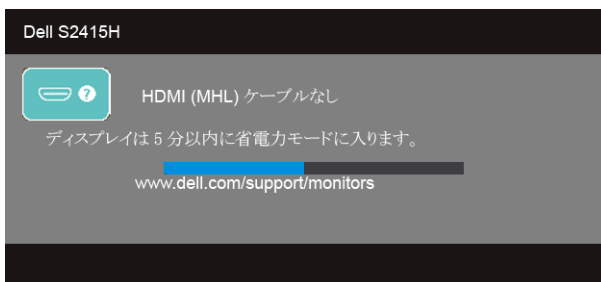 Dell S2415H
?
HDMI (MHL) ケーブルなし
ディスプレイは 5 分以内に省電力モードに入ります。
www.dell.com/support/monitors